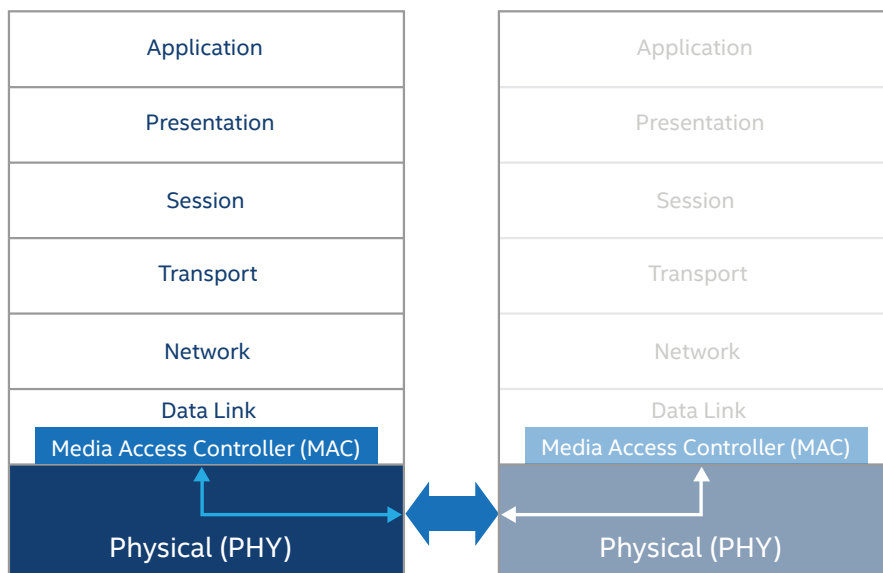 Application
Presentation
Session
Transport
Network
Data Link
Media Access Controller (MAC)
Physical (PHY)
Application
Presentation
Session
Transport
Network
Data Link
Media Access Controller (MAC)
Physical (PHY)